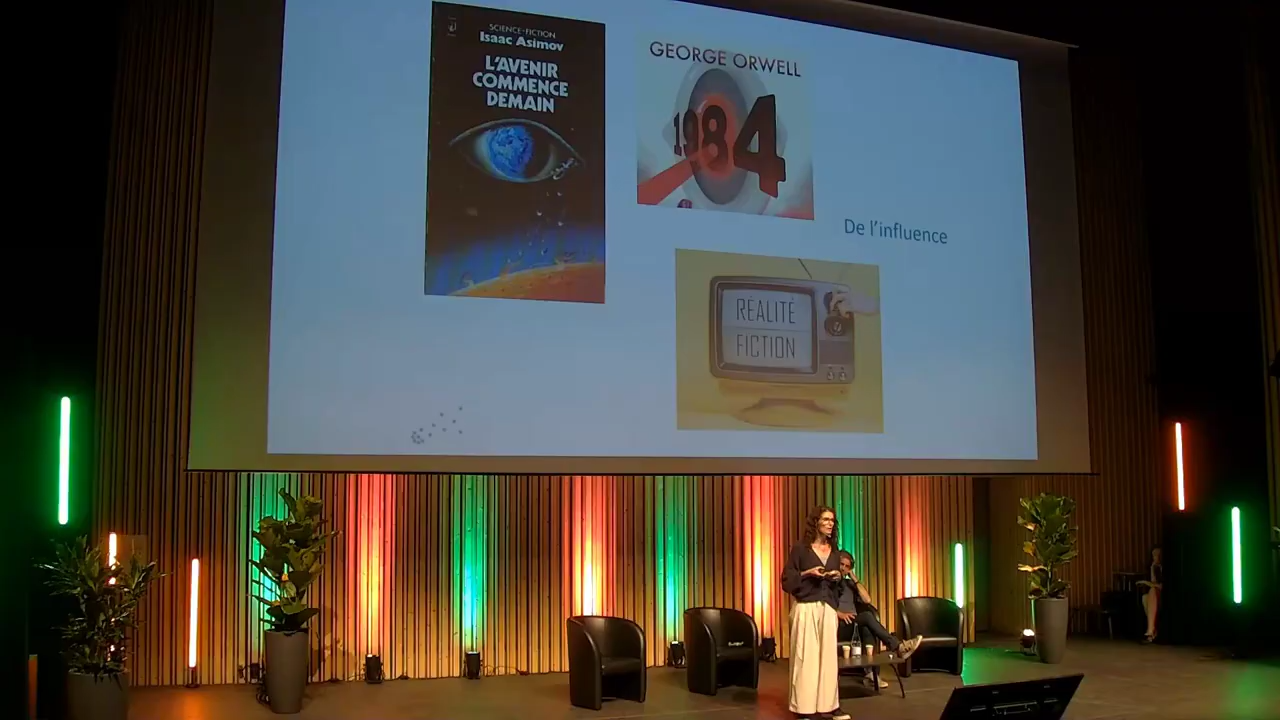 SCIENCE-FICTION
Isaac Asimov
L'AVENIR
COMMENCE
DEMAIN
GEORGE ORWELL
1984
De l'influence
RÉALITÉ
FICTION